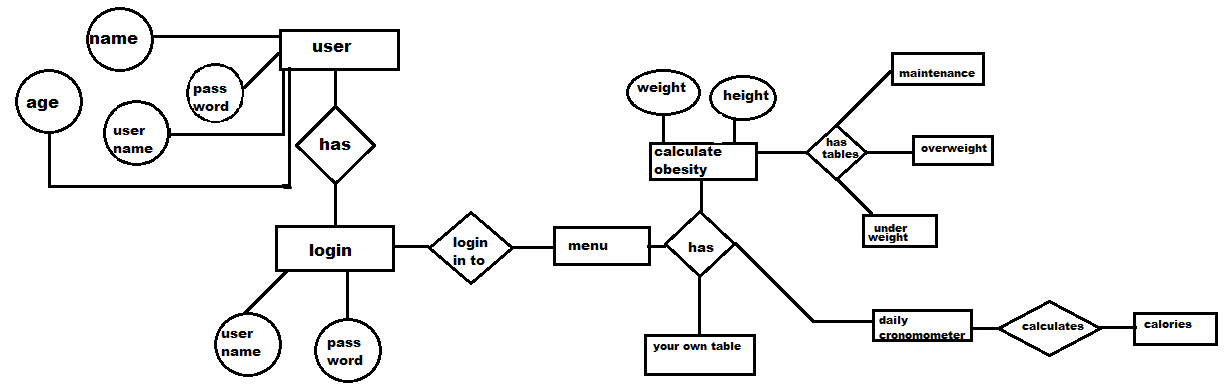 name
user
age
pass
word
user
name
has
login
user
name
pass
word
login
in to
menu
has
weight
height
calculate
obesity
has
tables
maintenance
overweight
under
weight
your own table
daily
cronomometer
calculates
calories